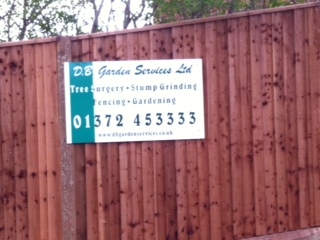 D.B Garden Services Ltd
Tree Surgery • Stump Grinding
Fencing • Gardening
01372 453333
www.dbgardenservices.co.uk